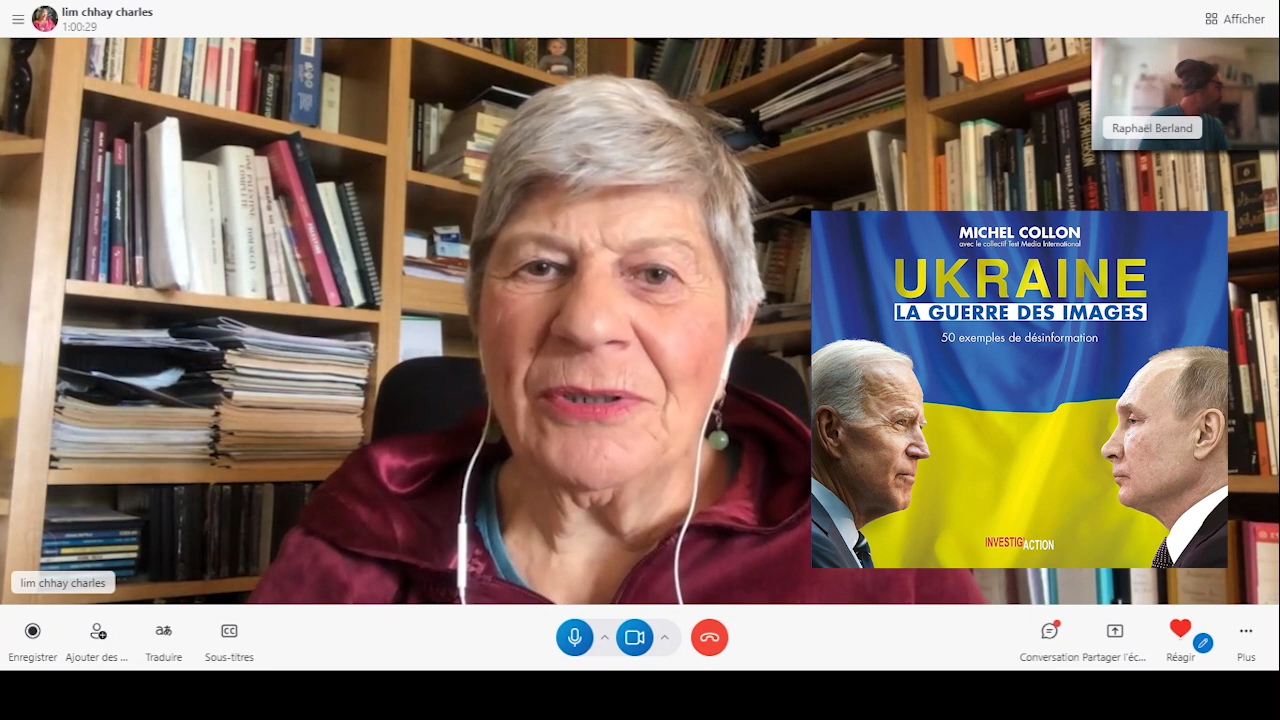 lim chhay charles
1:00:29
Afficher
Raphaël Berland
MICHEL COLLON
avec le collectif Test Media International
UKRAINE
LA GUERRE DES IMAGES
50 exemples de désinformation
INVESTIG'ACTION
lim chhay charles
Enregistrer
Ajouter des ...
Traduire
Sous-titres
Conversation
Partager l'éc...
Réagir
Plus